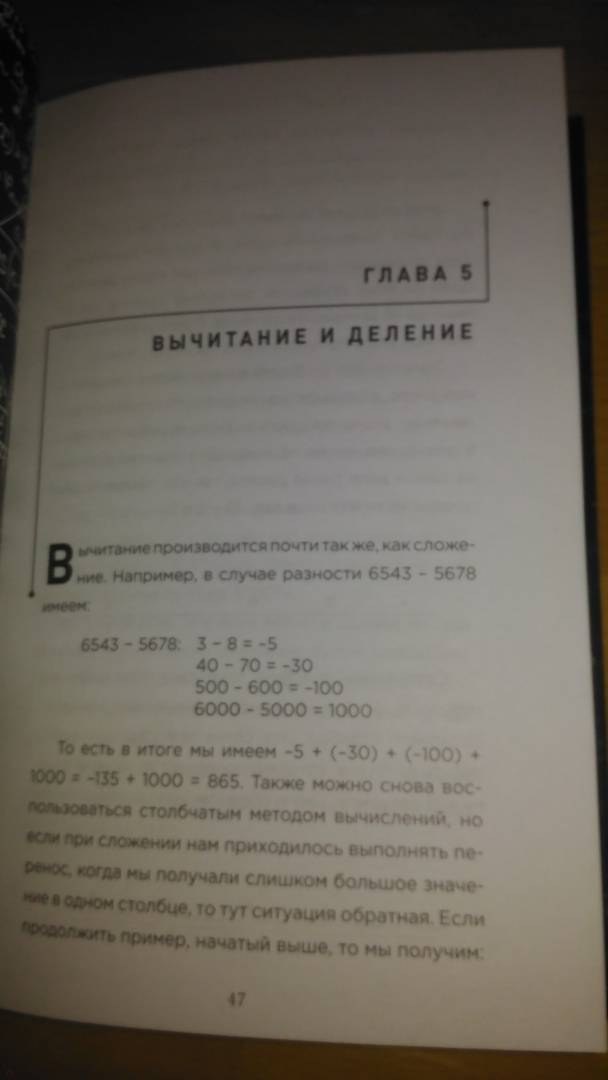 ГЛАВА 5
ВЫЧИТАНИЕ И ДЕЛЕНИЕ
Вычитание производится почти так же, как сложе-
ние. Например, в случае разности 6543 – 5678
имеем:
6543 – 5678: 3 – 8 = –5
40 – 70 = –30
500 – 600 = –100
6000 – 5000 = 1000
То есть в итоге мы имеем –5 + (–30) + (–100) +
1000 = –135 + 1000 = 865. Также можно снова вос-
пользоваться столбчатым методом вычислений, но
если при сложении нам приходилось выполнять пе-
ренос, когда мы получали слишком большое значе-
ние в одном столбце, то тут ситуация обратная. Если
продолжить пример, начатый выше, то мы получим:
47